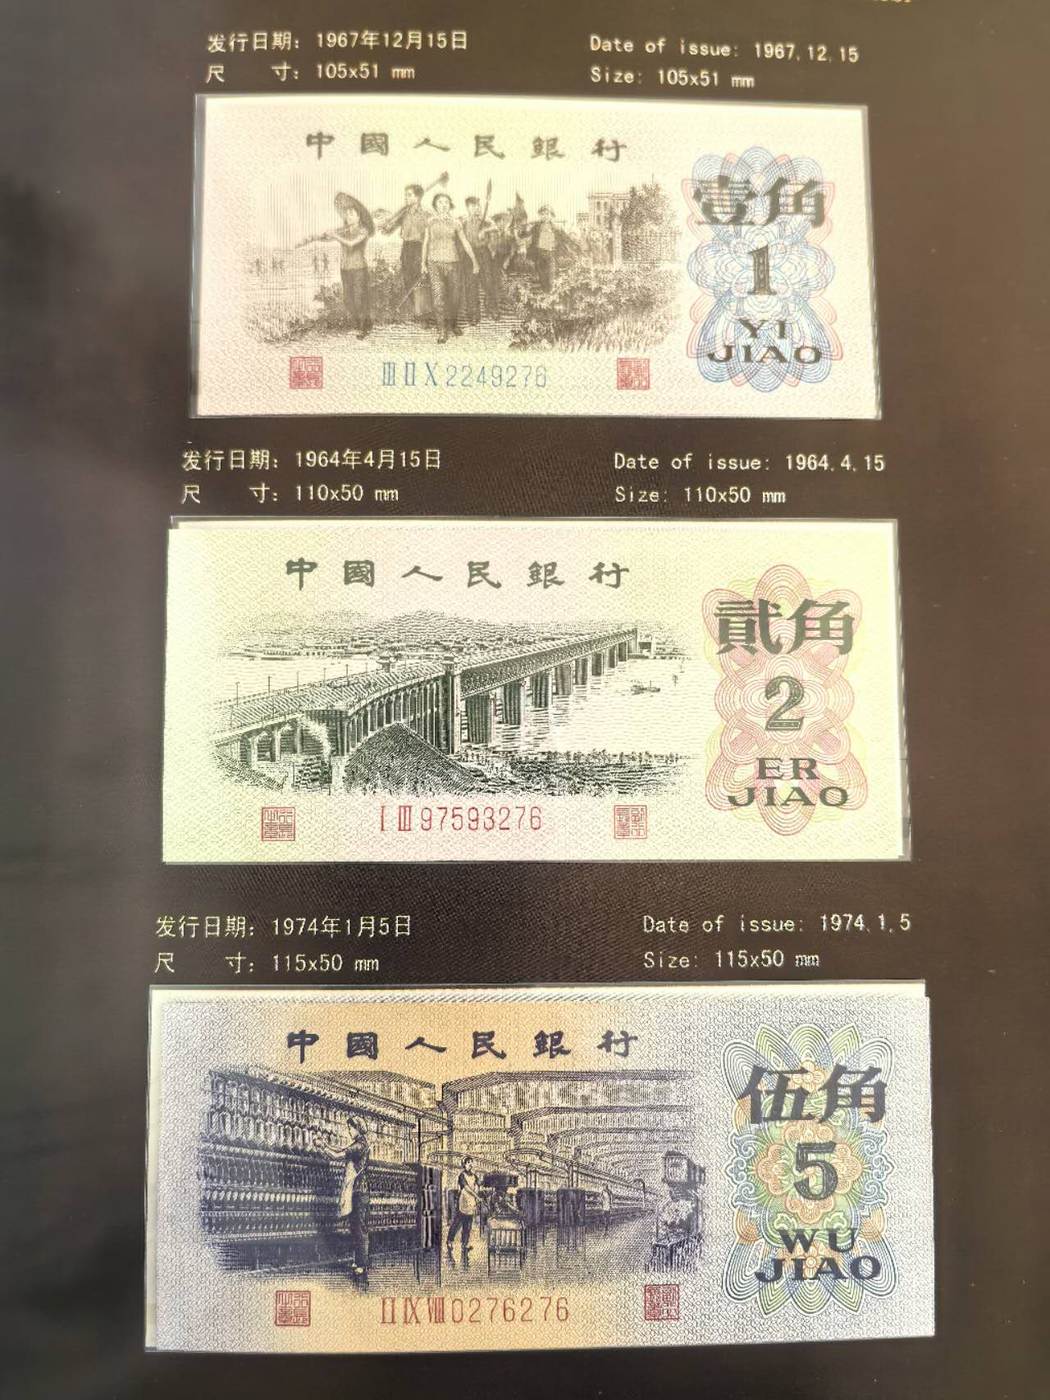 发行日期：1967年12月15日
Date of issue: 1967.12.15
尺　　寸：105x51 mm
Size: 105x51 mm
中國人民銀行
壹角
1
YI
JIAO
ⅢⅡⅩ2249276
发行日期：1964年4月15日
Date of issue: 1964.4.15
尺　　寸：110x50 mm
Size: 110x50 mm
中國人民銀行
貳角
2
ER
JIAO
ⅠⅢ97593276
发行日期：1974年1月5日
Date of issue: 1974.1.5
尺　　寸：115x50 mm
Size: 115x50 mm
中國人民銀行
伍角
5
WU
JIAO
ⅡⅨⅧ0276276